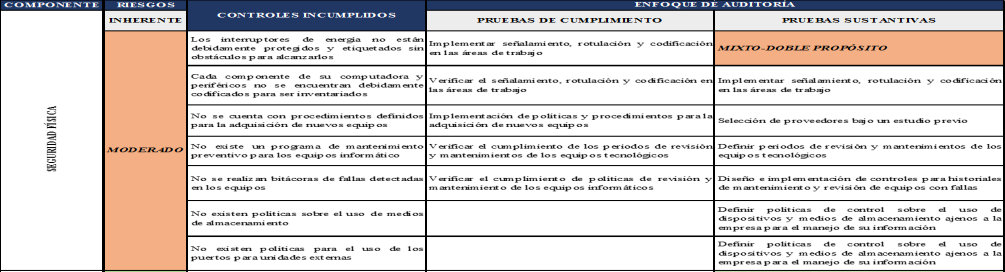 COMPONENTE RIESGOS CONTROLES INCUMPLIDOS ENFOQUE DE AUDITORÍA
INHERENTE PRUEBAS DE CUMPLIMIENTO PRUEBAS SUSTANTIVAS
SEGURIDAD FÍSICA
MODERADO
Los interruptores de energía no están
debidamente protegidos y etiquetados sin
obstáculos para alcanzarlos
Implementar señalamiento, rotulación y codificación
en las áreas de trabajo
MIXTO-DOBLE PROPÓSITO
Cada componente de su computadora y
periféricos no se encuentran debidamente
codificados para ser inventariados
Verificar el señalamiento, rotulación y codificación en
las áreas de trabajo
Implementar señalamiento, rotulación y codificación
en las áreas de trabajo
No se cuenta con procedimientos definidos
para la adquisición de nuevos equipos
Implementación de políticas y procedimientos para la
adquisición de nuevos equipos
Selección de proveedores bajo un estudio previo
No existe un programa de mantenimiento
preventivo para los equipos informático
Verificar el cumplimiento de los periodos de revisión
y mantenimientos de los equipos tecnológicos
Definir periodos de revisión y mantenimientos de los
equipos tecnológicos
No se realizan bitácoras de fallas detectadas
en los equipos
Verificar el cumplimiento de políticas de revisión y
mantenimiento de los equipos informáticos
Diseño e implementación de controles para historiales
de mantenimiento y revisión de equipos con fallas
No existen políticas sobre el uso de medios
de almacenamiento
Definir políticas de control sobre el uso de
dispositivos y medios de almacenamiento ajenos a la
empresa para el manejo de su información
No existen políticas para el uso de los
puertos para unidades externas
Definir políticas de control sobre el uso de
dispositivos y medios de almacenamiento ajenos a la
empresa para el manejo de su información